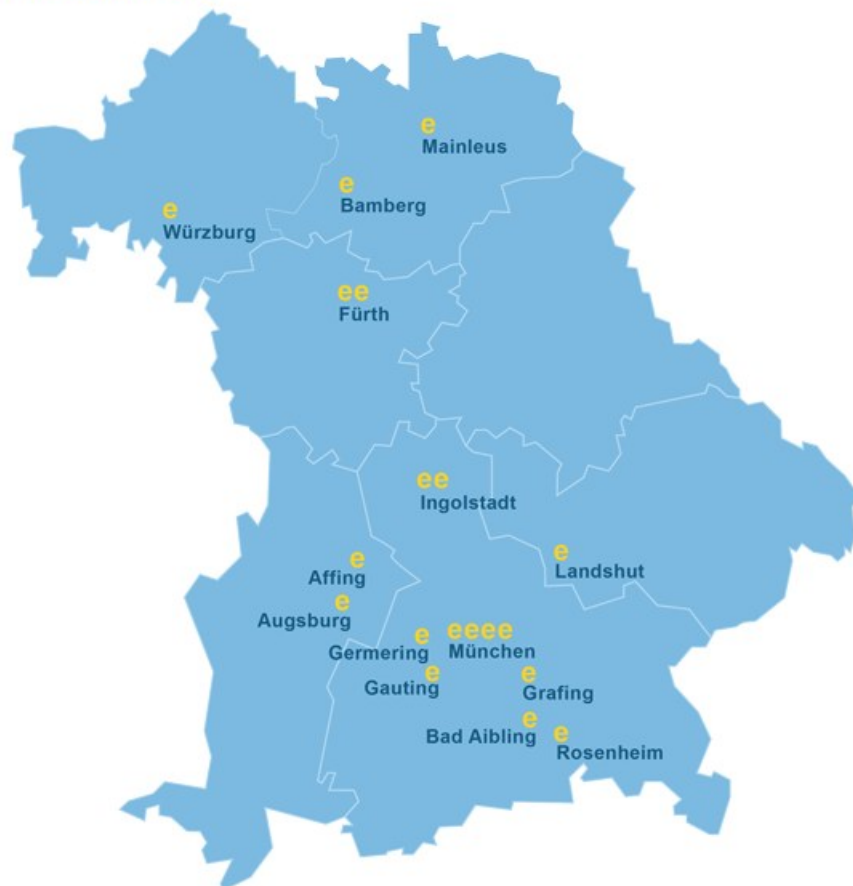 e
Mainleus
e
Bamberg
e
Würzburg
ee
Fürth
ee
Ingolstadt
e
Landshut
e
Affing
e
Augsburg
e
Germering
eeee
München
e
Gauting
e
Grafing
e
Bad Aibling
e
Rosenheim